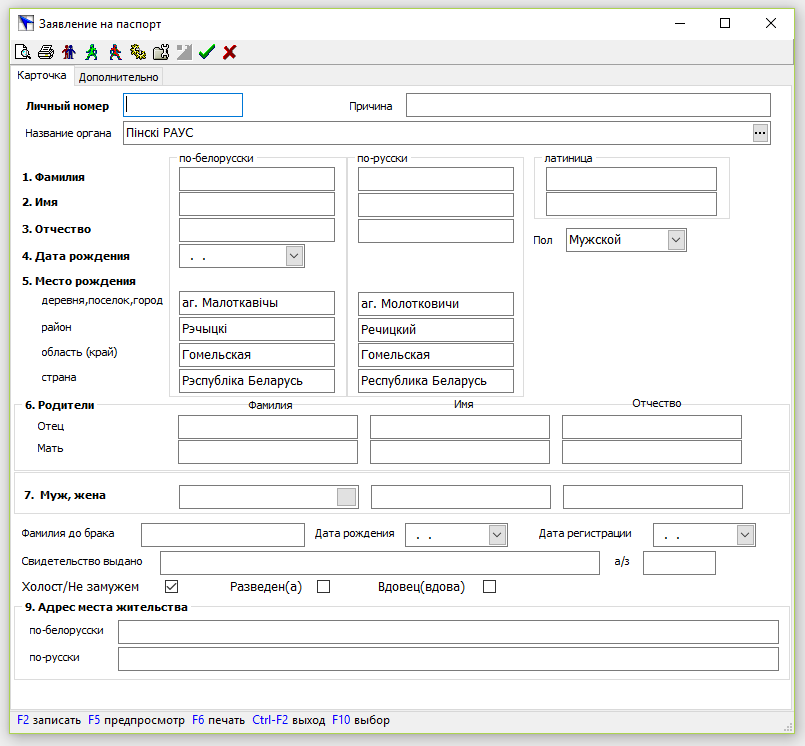 Заявление на паспорт
Карточка Дополнительно
Личный номер Причина
Название органа Пінскі РАУС ...
по-белорусски по-русски латиница
1. Фамилия
2. Имя
3. Отчество
Пол Мужской
4. Дата рождения . .
5. Место рождения
деревня,поселок,город аг. Малоткавічы аг. Молотковичи
район Рэчыцкі Речицкий
область (край) Гомельская Гомельская
страна Рэспубліка Беларусь Республика Беларусь
6. Родители Фамилия Имя Отчество
Отец
Мать
7. Муж, жена
Фамилия до брака Дата рождения . . Дата регистрации . .
Свидетельство выдано а/з
Холост/Не замужем Разведен(а) Вдовец(вдова)
9. Адрес места жительства
по-белорусски
по-русски
F2 записать F5 предпросмотр F6 печать Ctrl-F2 выход F10 выбор